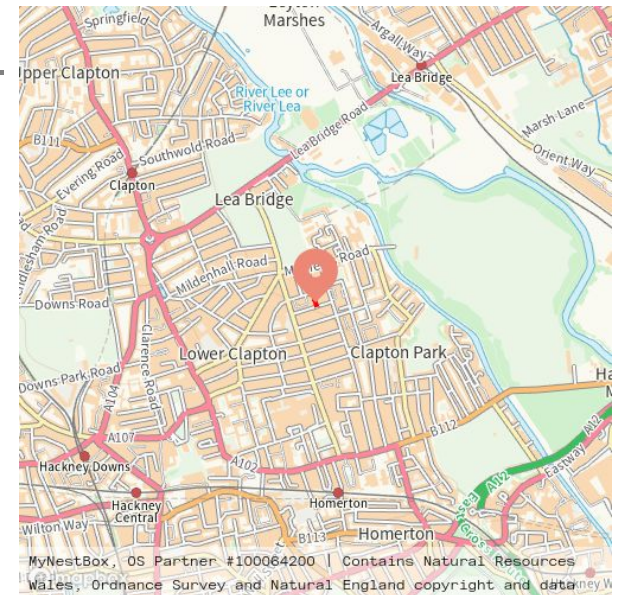 Marshes
Springfield
Argall Way
Upper Clapton
Lea Bridge
River Lee or
River Lea
Lea Bridge Road
Marsh Lane
B111
Southwold Road
Orient Way
Evering Road
Clapton
Lea Bridge
Road
Mildenhall Road
Downs Road
Clarence Road
Lower Clapton
Clapton Park
Downs Park Road
A104
A107
B112
A12
A102
Eastway
Hackney Downs
A12
Hackney
Central
Homerton
Wilton Way
B113
Homerton
MyNestBox, OS Partner #100064200 | Contains Natural Resources
Wales, Ordnance Survey and Natural England copyright and data